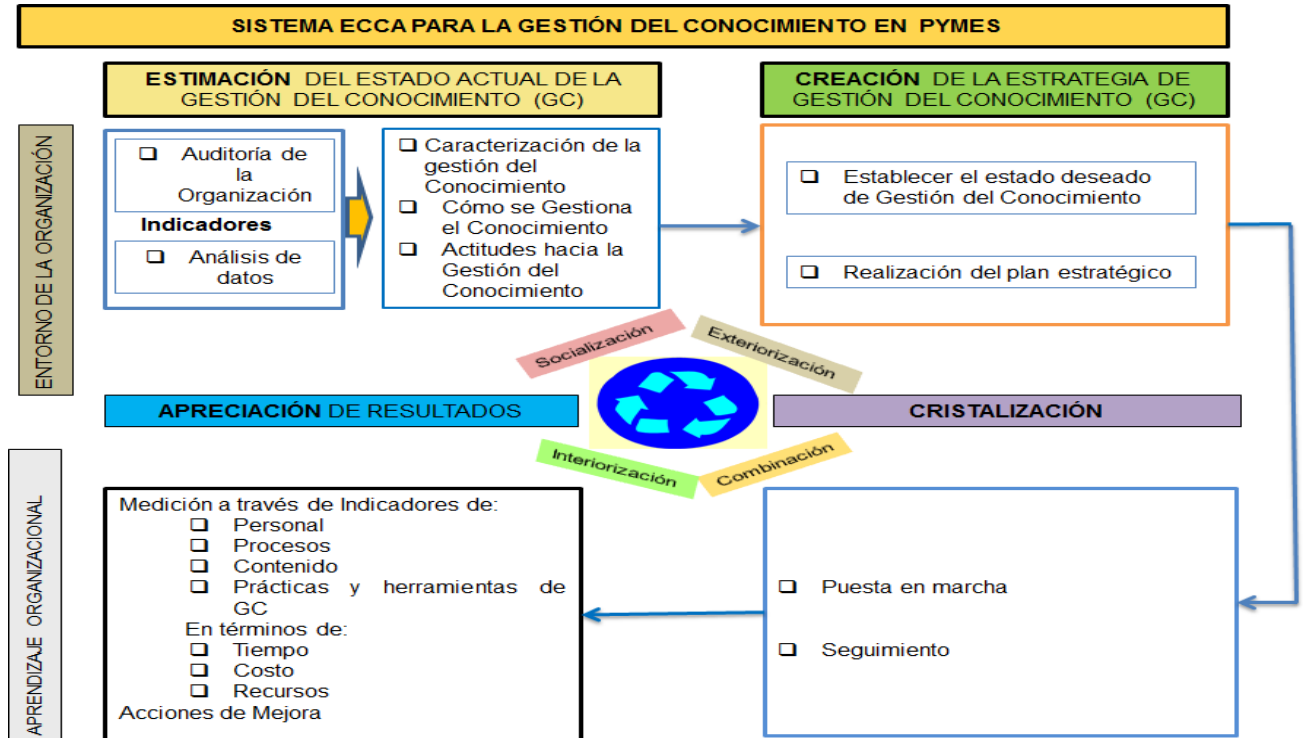 SISTEMA ECCA PARA LA GESTIÓN DEL CONOCIMIENTO EN PYMES
ESTIMACIÓN DEL ESTADO ACTUAL DE LA
GESTIÓN DEL CONOCIMIENTO (GC)
CREACIÓN DE LA ESTRATEGIA DE
GESTIÓN DEL CONOCIMIENTO (GC)
ENTORNO DE LA ORGANIZACIÓN
❑ Auditoría de
la
Organización
Indicadores
❑ Análisis de
datos
❑ Caracterización de la
gestión del
Conocimiento
❑ Cómo se Gestiona
el Conocimiento
❑ Actitudes hacia la
Gestión del
Conocimiento
❑ Establecer el estado deseado
de Gestión del Conocimiento
❑ Realización del plan estratégico
Socialización
Exteriorización
APRECIACIÓN DE RESULTADOS
CRISTALIZACIÓN
Interiorización
Combinación
APRENDIZAJE ORGANIZACIONAL
Medición a través de Indicadores de:
❑ Personal
❑ Procesos
❑ Contenido
❑ Prácticas y herramientas de
GC
En términos de:
❑ Tiempo
❑ Costo
❑ Recursos
Acciones de Mejora
❑ Puesta en marcha
❑ Seguimiento